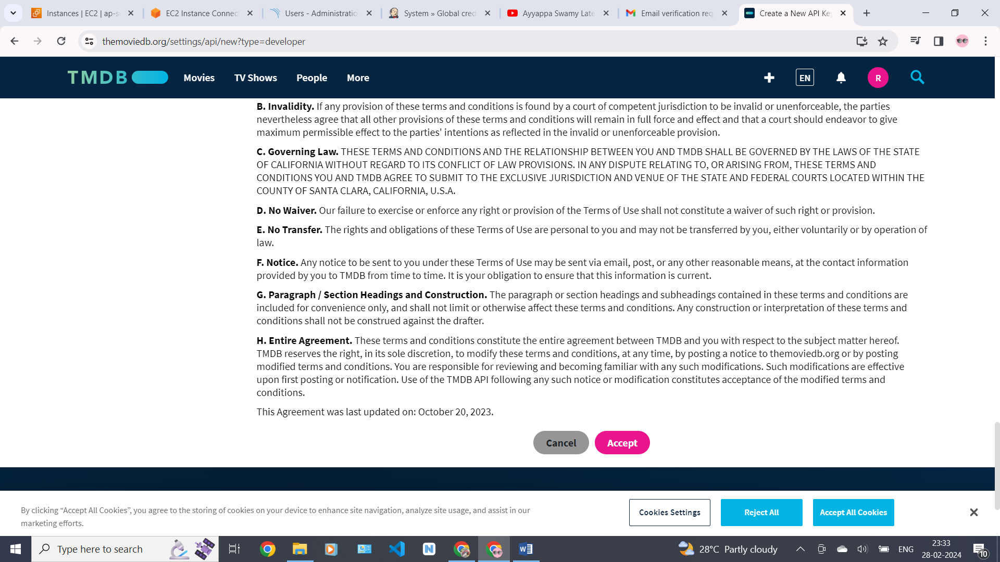 Instances | EC2 | ap-s
EC2 Instance Connect
Users - Administratio
System » Global cred
Ayyappa Swamy Late
Email verification req
Create a New API Key
themoviedb.org/settings/api/new?type=developer
TMDB
Movies
TV Shows
People
More
EN
R
B. Invalidity. If any provision of these terms and conditions is found by a court of competent jurisdiction to be invalid or unenforceable, the parties
nevertheless agree that all other provisions of these terms and conditions will remain in full force and effect and that a court should endeavor to give
maximum permissible effect to the parties' intentions as reflected in the invalid or unenforceable provision.
C. Governing Law. THESE TERMS AND CONDITIONS AND THE RELATIONSHIP BETWEEN YOU AND TMDB SHALL BE GOVERNED BY THE LAWS OF THE STATE
OF CALIFORNIA WITHOUT REGARD TO ITS CONFLICT OF LAW PROVISIONS. IN ANY DISPUTE RELATING TO, OR ARISING FROM, THESE TERMS AND
CONDITIONS YOU AND TMDB AGREE TO SUBMIT TO THE EXCLUSIVE JURISDICTION AND VENUE OF THE STATE AND FEDERAL COURTS LOCATED WITHIN THE
COUNTY OF SANTA CLARA, CALIFORNIA, U.S.A.
D. No Waiver. Our failure to exercise or enforce any right or provision of the Terms of Use shall not constitute a waiver of such right or provision.
E. No Transfer. The rights and obligations of these Terms of Use are personal to you and may not be transferred by you, either voluntarily or by operation of
law.
F. Notice. Any notice to be sent to you under these Terms of Use may be sent via email, post, or any other reasonable means, at the contact information
provided by you to TMDB from time to time. It is your obligation to ensure that this information is current.
G. Paragraph / Section Headings and Construction. The paragraph or section headings and subheadings contained in these terms and conditions are
included for convenience only, and shall not limit or otherwise affect these terms and conditions. Any construction or interpretation of these terms and
conditions shall not be construed against the drafter.
H. Entire Agreement. These terms and conditions constitute the entire agreement between TMDB and you with respect to the subject matter hereof.
TMDB reserves the right, in its sole discretion, to modify these terms and conditions, at any time, by posting a notice to themoviedb.org or by posting
modified terms and conditions. You are responsible for reviewing and becoming familiar with any such modifications. Such modifications are effective
upon first posting or notification. Use of the TMDB API following any such notice or modification constitutes acceptance of the modified terms and
conditions.
This Agreement was last updated on: October 20, 2023.
Cancel
Accept
By clicking “Accept All Cookies”, you agree to the storing of cookies on your device to enhance site navigation, analyze site usage, and assist in our
marketing efforts.
Cookies Settings
Reject All
Accept All Cookies
Type here to search
28°C Partly cloudy
ENG
23:33
28-02-2024
10